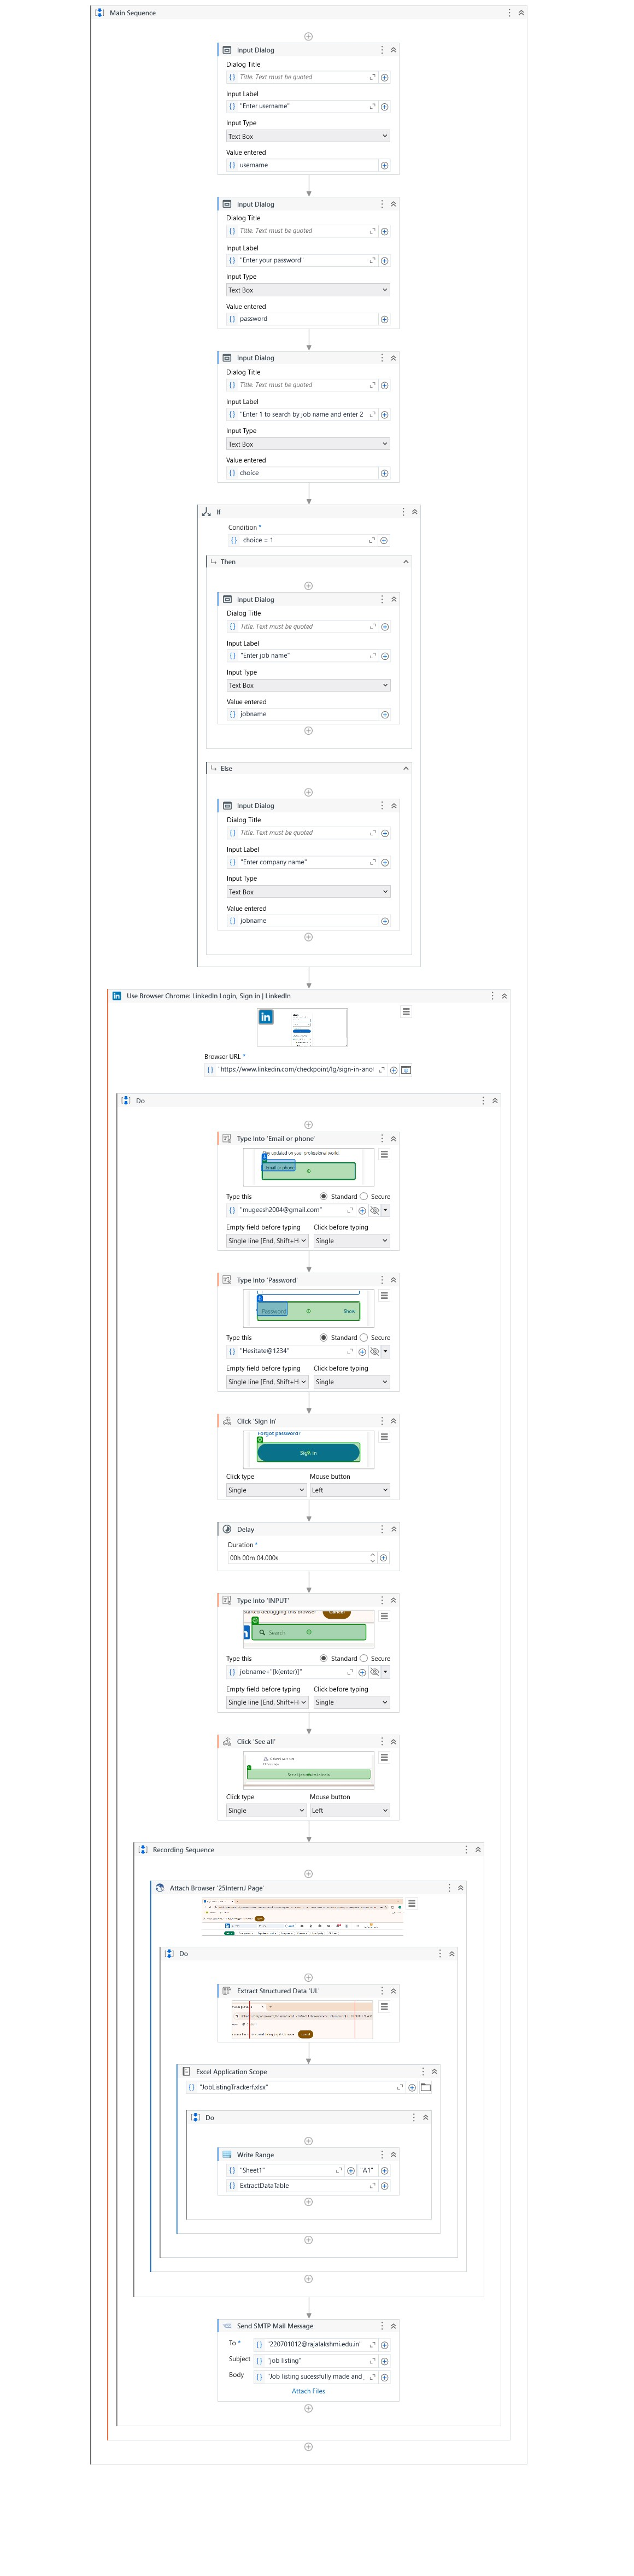 Main Sequence
Input Dialog
Dialog Title
Title. Text must be quoted
Input Label
"Enter username"
Input Type
Text Box
Value entered
username
Input Dialog
Dialog Title
Title. Text must be quoted
Input Label
"Enter your password"
Input Type
Text Box
Value entered
password
Input Dialog
Dialog Title
Title. Text must be quoted
Input Label
"Enter 1 to search by job name and enter 2
Input Type
Text Box
Value entered
choice
If
Condition *
choice = 1
Then
Input Dialog
Dialog Title
Title. Text must be quoted
Input Label
"Enter job name"
Input Type
Text Box
Value entered
jobname
Else
Input Dialog
Dialog Title
Title. Text must be quoted
Input Label
"Enter company name"
Input Type
Text Box
Value entered
jobname
Use Browser Chrome: LinkedIn Login, Sign in | LinkedIn
in
Browser URL *
"https://www.linkedin.com/checkpoint/lg/sign-in-ano
Do
Type Into 'Email or phone'
updated on your professional world.
Email or phone
Type this Standard Secure
"mugeesh2004@gmail.com"
Empty field before typing Click before typing
Single line [End, Shift+H Single
Type Into 'Password'
Password Show
Type this Standard Secure
"Hesitate@1234"
Empty field before typing Click before typing
Single line [End, Shift+H Single
Click 'Sign in'
Forgot password?
Sign in
Click type Mouse button
Single Left
Delay
Duration *
00h 00m 04.000s
Type Into 'INPUT'
started debugging this browser Cancel
Search
Type this Standard Secure
jobname+"[k(enter)]"
Empty field before typing Click before typing
Single line [End, Shift+H Single
Click 'See all'
Click type Mouse button
Single Left
Recording Sequence
Attach Browser '25internJ Page'
Do
Extract Structured Data 'UL'
Excel Application Scope
"JobListingTrackerf.xlsx"
Do
Write Range
"Sheet1" "A1"
ExtractDataTable
Send SMTP Mail Message
To * "220701012@rajalakshmi.edu.in"
Subject "job listing"
Body "Job listing sucessfully made and
Attach Files